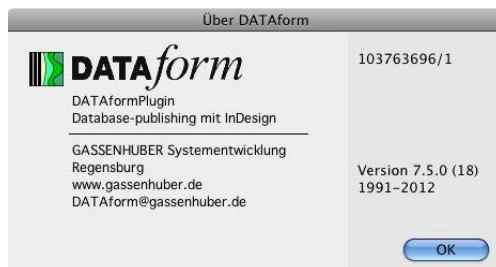 Über DATAform
DATAform
DATAformPlugin
Database-publishing mit InDesign
GASSENHUBER Systementwicklung
Regensburg
www.gassenhuber.de
DATAform@gassenhuber.de
103763696/1
Version 7.5.0 (18)
1991–2012
OK